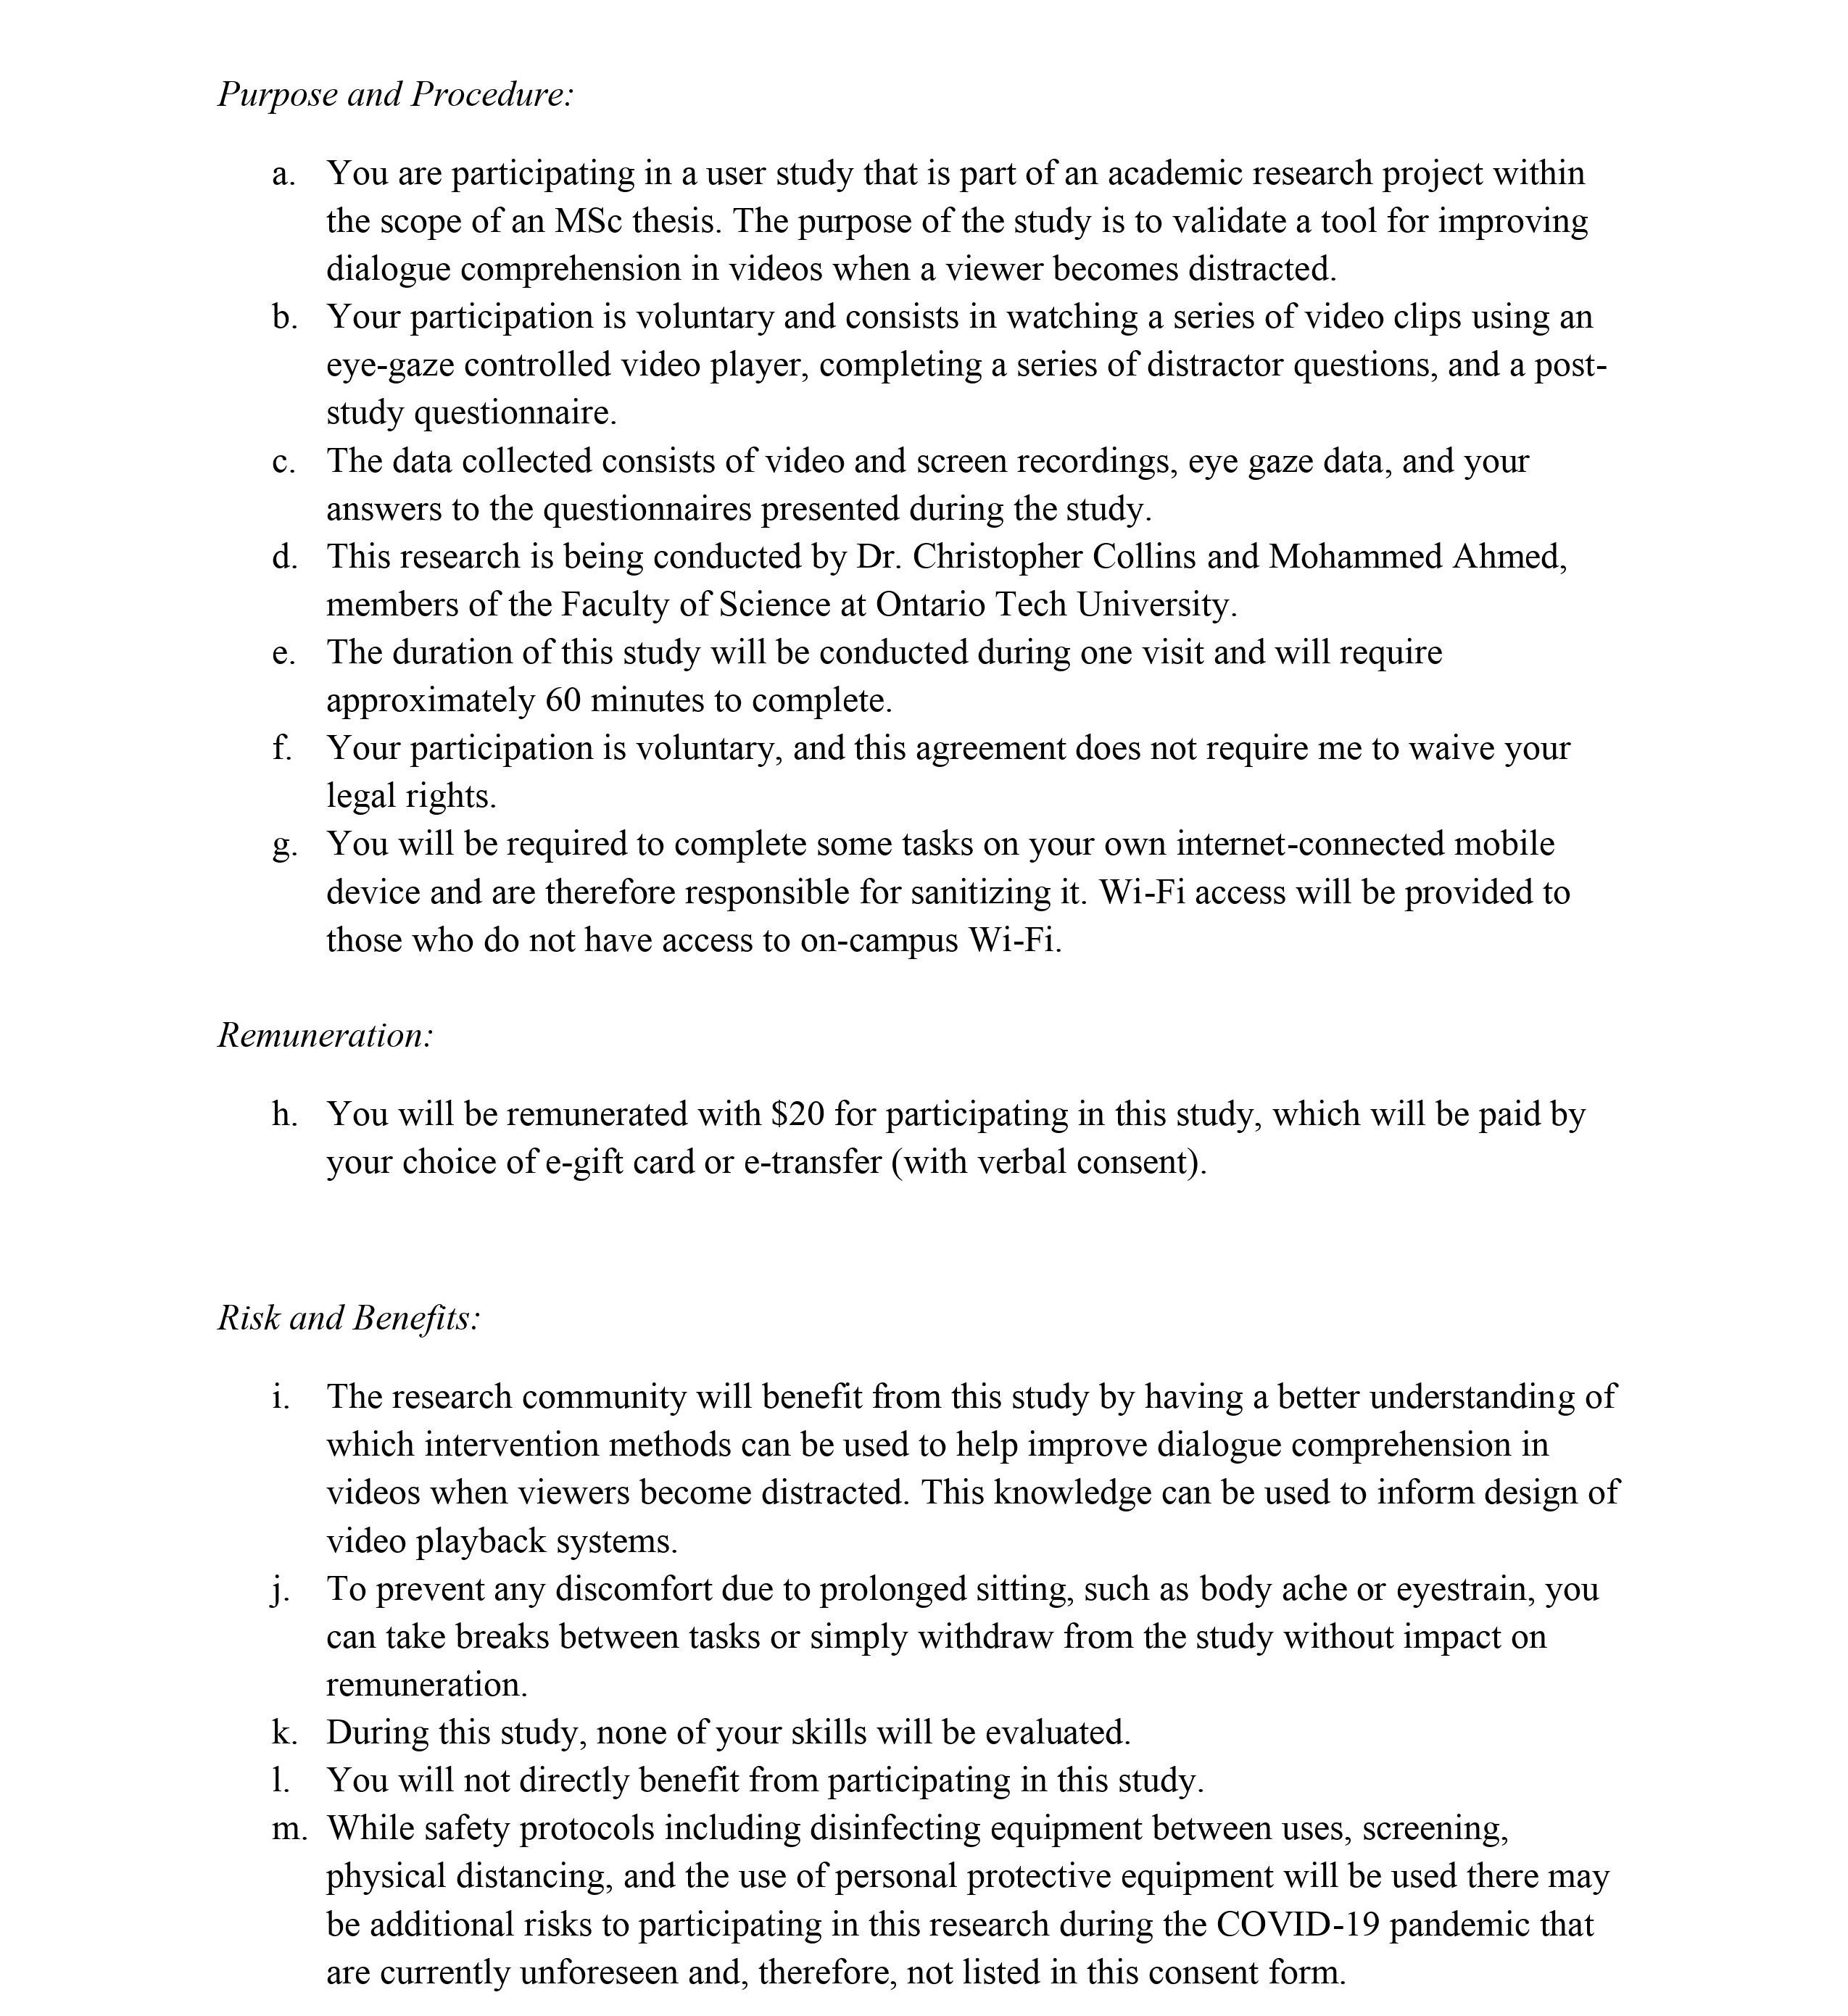 Purpose and Procedure:
a. You are participating in a user study that is part of an academic research project within
the scope of an MSc thesis. The purpose of the study is to validate a tool for improving
dialogue comprehension in videos when a viewer becomes distracted.
b. Your participation is voluntary and consists in watching a series of video clips using an
eye-gaze controlled video player, completing a series of distractor questions, and a post-
study questionnaire.
c. The data collected consists of video and screen recordings, eye gaze data, and your
answers to the questionnaires presented during the study.
d. This research is being conducted by Dr. Christopher Collins and Mohammed Ahmed,
members of the Faculty of Science at Ontario Tech University.
e. The duration of this study will be conducted during one visit and will require
approximately 60 minutes to complete.
f. Your participation is voluntary, and this agreement does not require me to waive your
legal rights.
g. You will be required to complete some tasks on your own internet-connected mobile
device and are therefore responsible for sanitizing it. Wi-Fi access will be provided to
those who do not have access to on-campus Wi-Fi.
Remuneration:
h. You will be remunerated with $20 for participating in this study, which will be paid by
your choice of e-gift card or e-transfer (with verbal consent).
Risk and Benefits:
i. The research community will benefit from this study by having a better understanding of
which intervention methods can be used to help improve dialogue comprehension in
videos when viewers become distracted. This knowledge can be used to inform design of
video playback systems.
j. To prevent any discomfort due to prolonged sitting, such as body ache or eyestrain, you
can take breaks between tasks or simply withdraw from the study without impact on
remuneration.
k. During this study, none of your skills will be evaluated.
l. You will not directly benefit from participating in this study.
m. While safety protocols including disinfecting equipment between uses, screening,
physical distancing, and the use of personal protective equipment will be used there may
be additional risks to participating in this research during the COVID-19 pandemic that
are currently unforeseen and, therefore, not listed in this consent form.